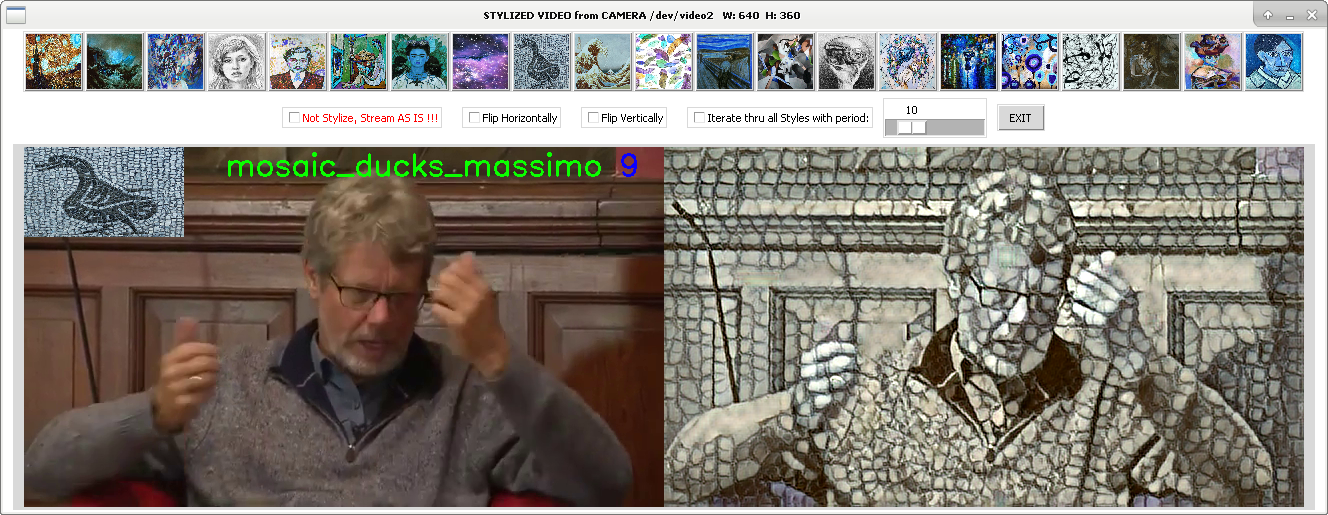 STYLIZED VIDEO from CAMERA /dev/video2 W: 640 H: 360
Not Stylize, Stream AS IS !!!
Flip Horizontally
Flip Vertically
Iterate thru all Styles with period:
10
EXIT
mosaic_ducks_massimo 9